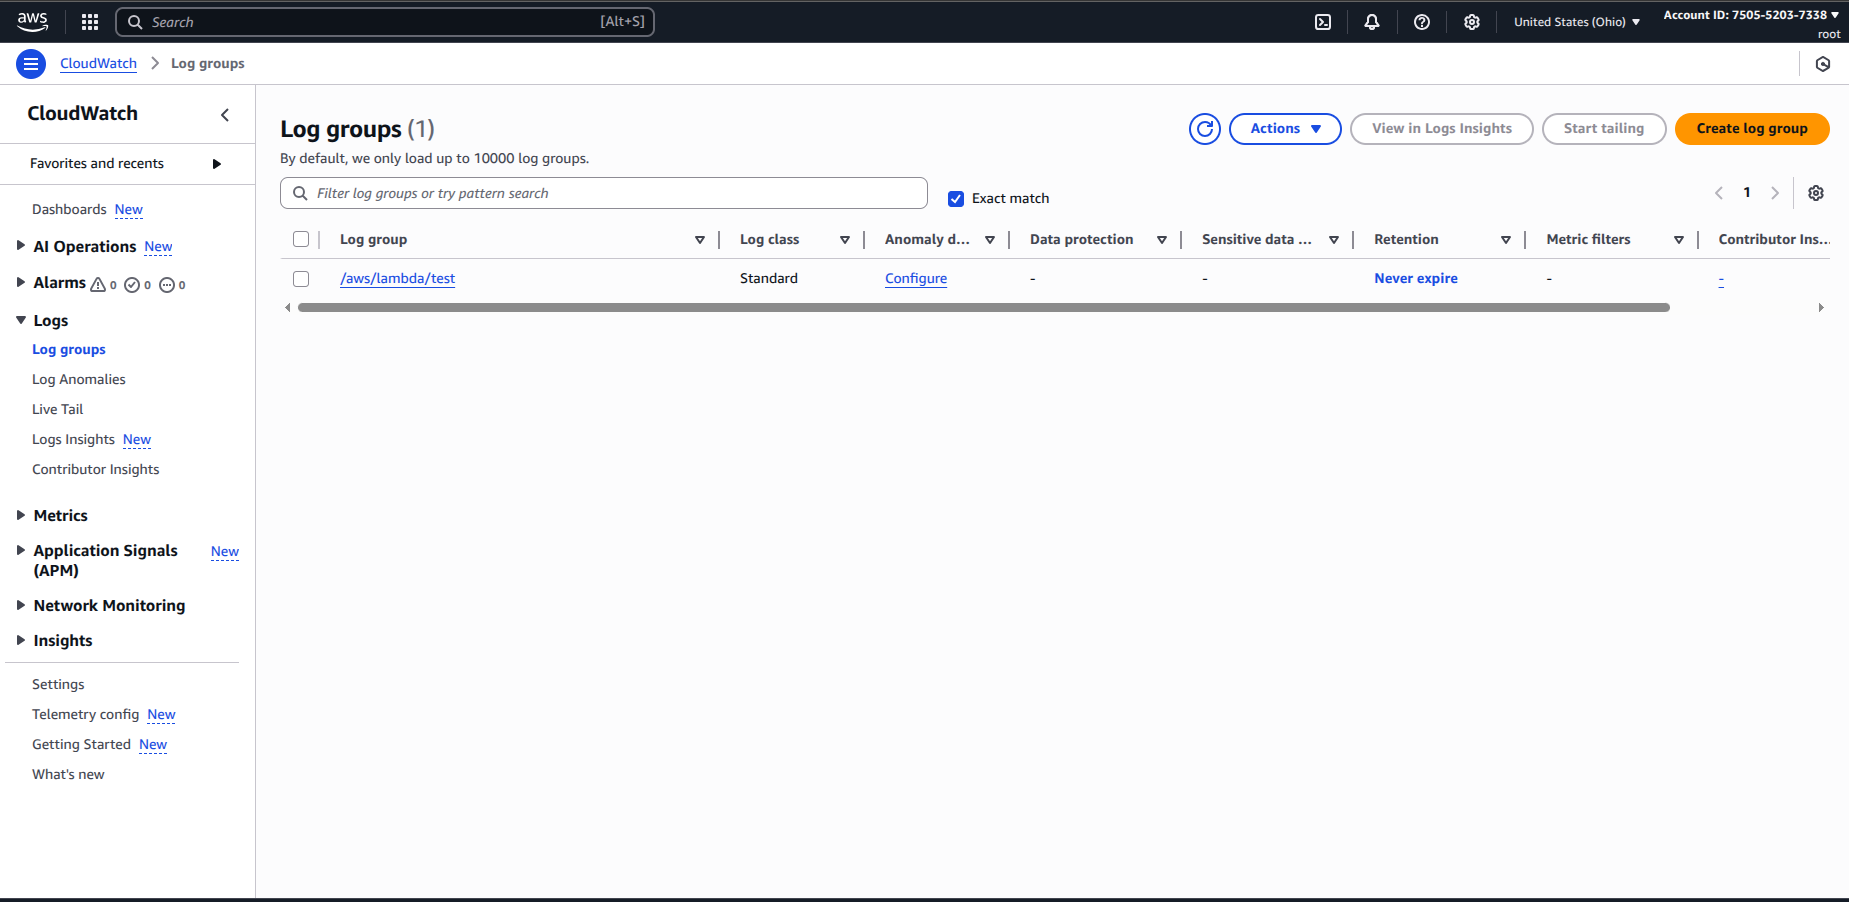 aws
Search [Alt+S]
United States (Ohio)
Account ID: 7505-5203-7338
root
CloudWatch
Log groups
CloudWatch
Favorites and recents
Dashboards New
AI Operations New
Alarms 0 0 0
Logs
Log groups
Log Anomalies
Live Tail
Logs Insights New
Contributor Insights
Metrics
Application Signals New
(APM)
Network Monitoring
Insights
Settings
Telemetry config New
Getting Started New
What's new
Log groups (1)
By default, we only load up to 10000 log groups.
Actions
View in Logs Insights
Start tailing
Create log group
Filter log groups or try pattern search
Exact match
1
Log group Log class Anomaly d... Data protection Sensitive data ... Retention Metric filters Contributor Ins...
/aws/lambda/test Standard Configure - - Never expire - -